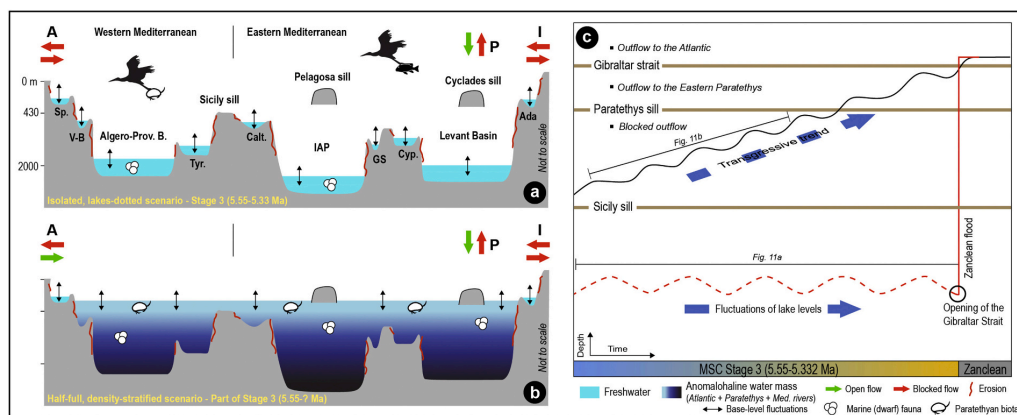 A
Western Mediterranean
Eastern Mediterranean
P
I
0 m
430
2000
Sp.
V-B
Algero-Prov. B.
Tyr.
Sicily sill
Calt.
Pelagosa sill
IAP
GS
Cyp.
Cyclades sill
Levant Basin
Ada
Not to scale
Isolated, lakes-dotted scenario - Stage 3 (5.55-5.33 Ma)
a
A
P
I
Not to scale
Half-full, density-stratified scenario - Part of Stage 3 (5.55-? Ma)
b
c
Outflow to the Atlantic
Gibraltar strait
Outflow to the Eastern Paratethys
Paratethys sill
Blocked outflow
Fig. 11b
Transgressive trend
Sicily sill
Fig. 11a
Zanclean flood
Fluctuations of lake levels
Opening of the
Gibraltar Strait
Depth
Time
MSC Stage 3 (5.55-5.332 Ma)
Zanclean
Freshwater
Anomalohaline water mass
(Atlantic + Paratethys + Med. rivers)
Base-level fluctuations
Open flow
Blocked flow
Erosion
Marine (dwarf) fauna
Paratethyan biota